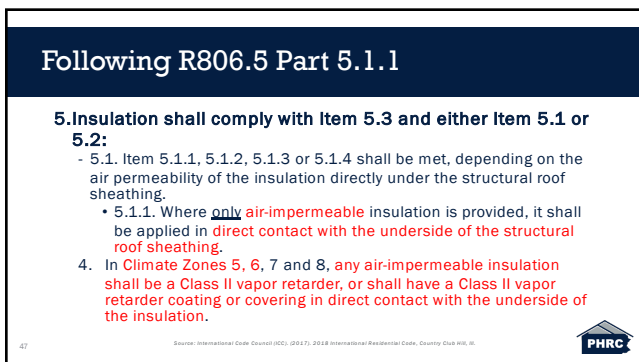 Following R806.5 Part 5.1.1
5.Insulation shall comply with Item 5.3 and either Item 5.1 or
5.2:
- 5.1. Item 5.1.1, 5.1.2, 5.1.3 or 5.1.4 shall be met, depending on the
air permeability of the insulation directly under the structural roof
sheathing.
• 5.1.1. Where only air-impermeable insulation is provided, it shall
be applied in direct contact with the underside of the structural
roof sheathing.
4. In Climate Zones 5, 6, 7 and 8, any air-impermeable insulation
shall be a Class II vapor retarder, or shall have a Class II vapor
retarder coating or covering in direct contact with the underside of
the insulation.
47
Source: International Code Council (ICC). (2017). 2018 International Residential Code, Country Club Hill, Ill.
PHRC